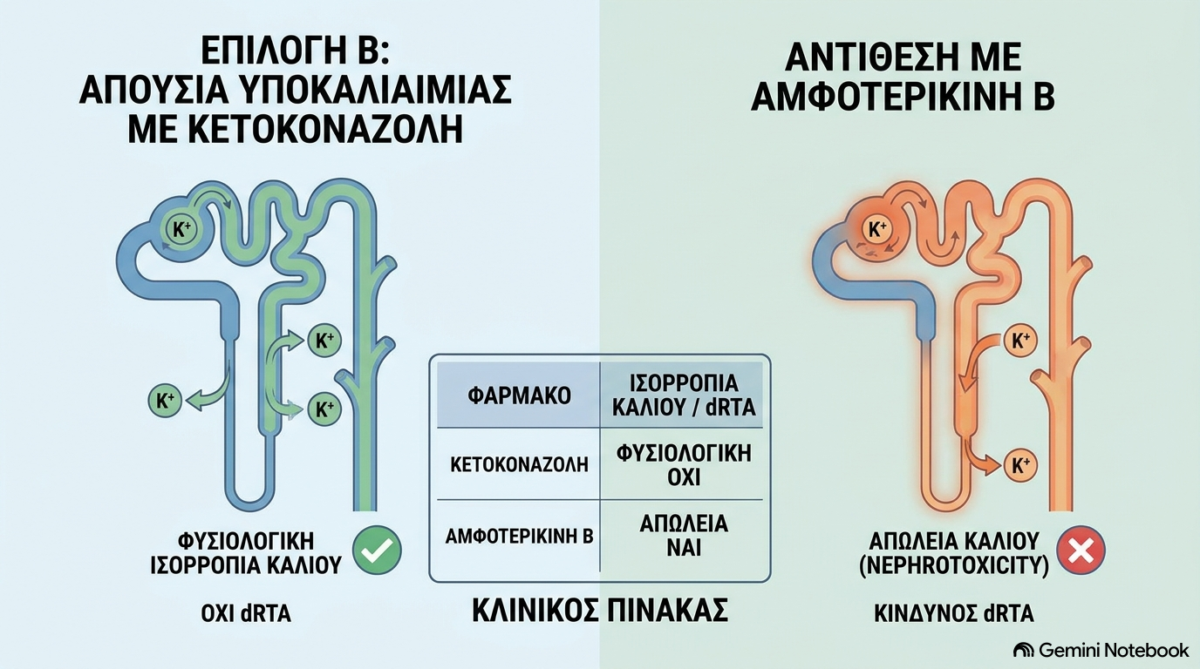 ΕΠΙΛΟΓΗ Β:
ΑΠΟΥΣΙΑ ΥΠΟΚΑΛΙΑΙΜΙΑΣ
ΜΕ ΚΕΤΟΚΟΝΑΖΟΛΗ
ΑΝΤΙΘΕΣΗ ΜΕ
ΑΜΦΟΤΕΡΙΚΙΝΗ Β
K⁺
K⁺
K⁺
K⁺
K⁺
K⁺
K⁺
ΦΑΡΜΑΚΟ
ΙΣΟΡΡΟΠΙΑ
ΚΑΛΙΟΥ / dRTA
ΚΕΤΟΚΟΝΑΖΟΛΗ
ΦΥΣΙΟΛΟΓΙΚΗ
ΟΧΙ
ΑΜΦΟΤΕΡΙΚΙΝΗ Β
ΑΠΩΛΕΙΑ
ΝΑΙ
ΦΥΣΙΟΛΟΓΙΚΗ
ΙΣΟΡΡΟΠΙΑ ΚΑΛΙΟΥ
ΟΧΙ dRTA
ΚΛΙΝΙΚΟΣ ΠΙΝΑΚΑΣ
ΑΠΩΛΕΙΑ ΚΑΛΙΟΥ
(NEPHROTOXICITY)
ΚΙΝΔΥΝΟΣ dRTA
Gemini Notebook